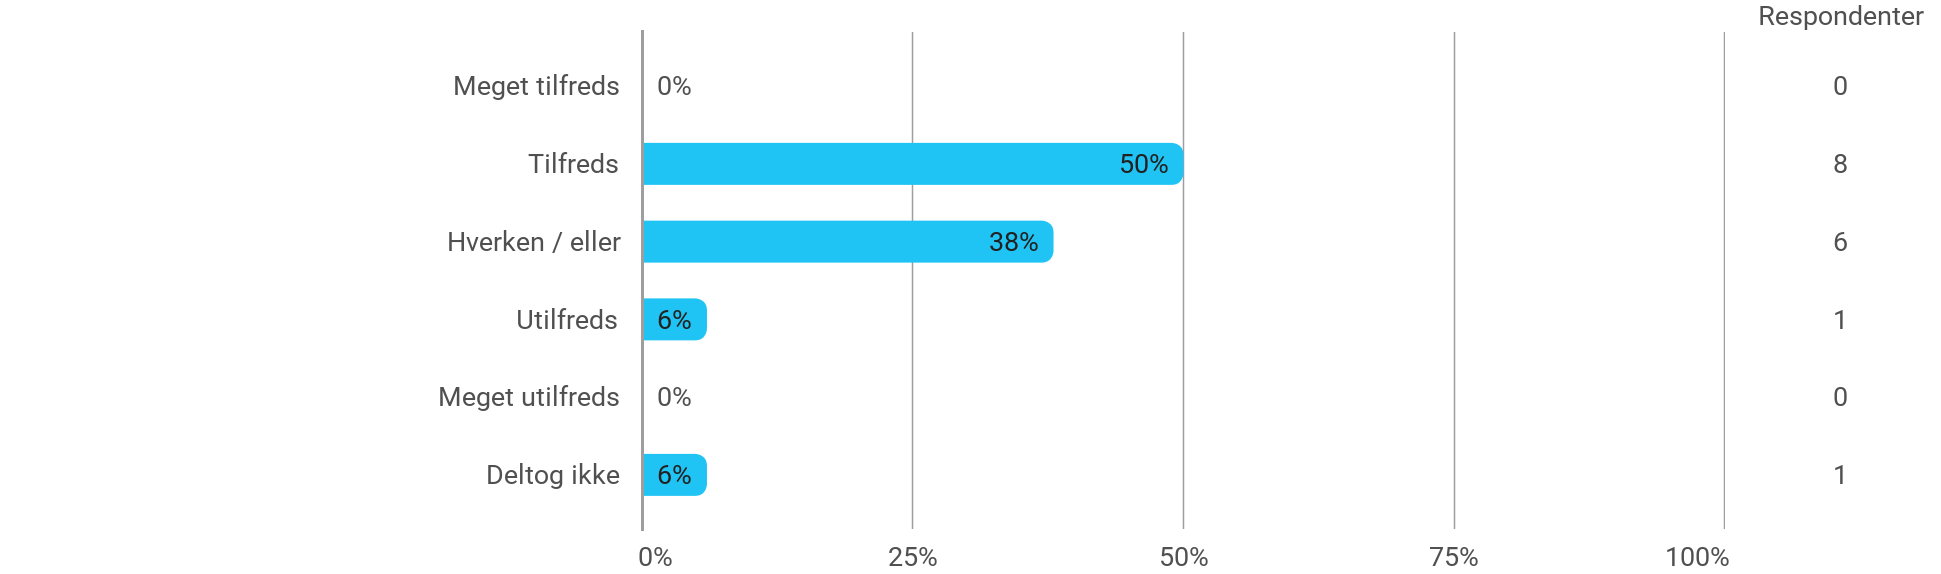 Respondenter
Meget tilfreds 0% 0
Tilfreds 50% 8
Hverken / eller 38% 6
Utilfreds 6% 1
Meget utilfreds 0% 0
Deltog ikke 6% 1
0% 25% 50% 75% 100%